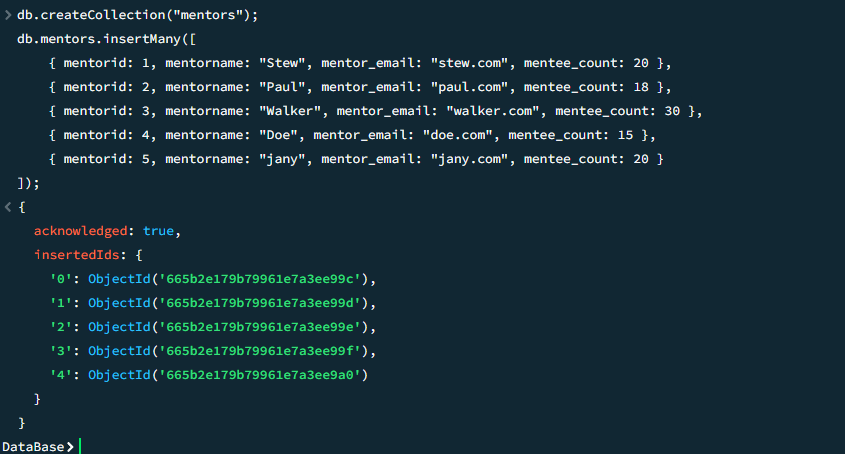 > db.createCollection("mentors");
db.mentors.insertMany([
    { mentorid: 1, mentorname: "Stew", mentor_email: "stew.com", mentee_count: 20 },
    { mentorid: 2, mentorname: "Paul", mentor_email: "paul.com", mentee_count: 18 },
    { mentorid: 3, mentorname: "Walker", mentor_email: "walker.com", mentee_count: 30 },
    { mentorid: 4, mentorname: "Doe", mentor_email: "doe.com", mentee_count: 15 },
    { mentorid: 5, mentorname: "jany", mentor_email: "jany.com", mentee_count: 20 }
]);
< {
  acknowledged: true,
  insertedIds: {
    '0': ObjectId('665b2e179b79961e7a3ee99c'),
    '1': ObjectId('665b2e179b79961e7a3ee99d'),
    '2': ObjectId('665b2e179b79961e7a3ee99e'),
    '3': ObjectId('665b2e179b79961e7a3ee99f'),
    '4': ObjectId('665b2e179b79961e7a3ee9a0')
  }
}
DataBase>